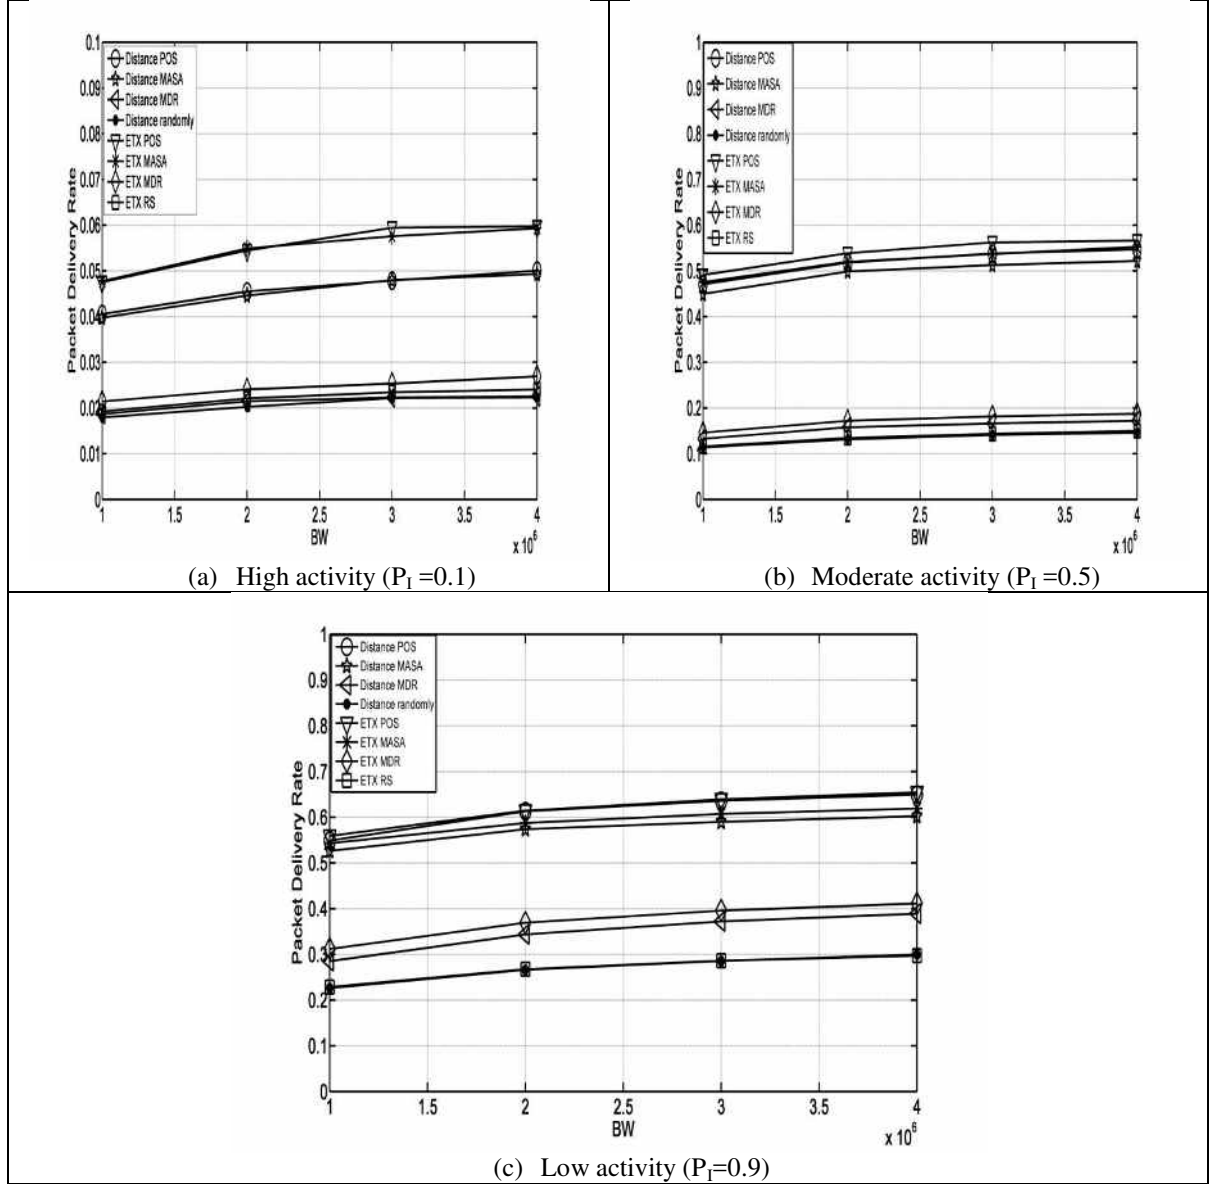 0.1
0.09
0.08
0.07
0.06
0.05
0.04
0.03
0.02
0.01
0
Packet Delivery Rate
Distance POS
Distance MASA
Distance MDR
Distance randomly
ETX POS
ETX MASA
ETX MDR
ETX RS
1 1.5 2 2.5 3 3.5 4
BW
x 10^6
(a) High activity (P_I =0.1)
1
0.9
0.8
0.7
0.6
0.5
0.4
0.3
0.2
0.1
0
Packet Delivery Rate
Distance POS
Distance MASA
Distance MDR
Distance randomly
ETX POS
ETX MASA
ETX MDR
ETX RS
1 1.5 2 2.5 3 3.5 4
BW
x 10^6
(b) Moderate activity (P_I =0.5)
1
0.9
0.8
0.7
0.6
0.5
0.4
0.3
0.2
0.1
0
Packet Delivery Rate
Distance POS
Distance MASA
Distance MDR
Distance randomly
ETX POS
ETX MASA
ETX MDR
ETX RS
1 1.5 2 2.5 3 3.5 4
BW
x 10^6
(c) Low activity (P_I=0.9)